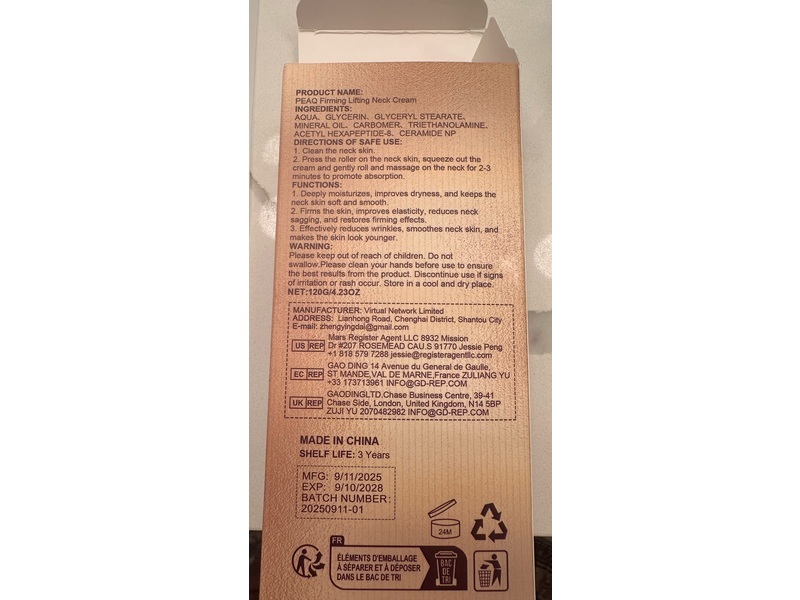 PRODUCT NAME:
PEAQ Firming Lifting Neck Cream
INGREDIENTS:
AQUA、GLYCERIN、GLYCERYL STEARATE、
MINERAL OIL、CARBOMER、TRIETHANOLAMINE、
ACETYL HEXAPEPTIDE-8、CERAMIDE NP
DIRECTIONS OF SAFE USE:
1. Clean the neck skin.
2. Press the roller on the neck skin, squeeze out the
cream and gently roll and massage on the neck for 2-3
minutes to promote absorption.
FUNCTIONS:
1. Deeply moisturizes, improves dryness, and keeps the
neck skin soft and smooth.
2. Firms the skin, improves elasticity, reduces neck
sagging, and restores firming effects.
3. Effectively reduces wrinkles, smoothes neck skin, and
makes the skin look younger.
WARNING:
Please keep out of reach of children. Do not
swallow.Please clean your hands before use to ensure
the best results from the product. Discontinue use if signs
of irritation or rash occur. Store in a cool and dry place.
NET:120G/4.23OZ
MANUFACTURER: Virtual Network Limited
ADDRESS: Lianhong Road, Chenghai District, Shantou City
E-mail: zhengyingdai@gmail.com
US REP
Mars Register Agent LLC 8932 Mission
Dr #207 ROSEMEAD CAU.S 91770 Jessie Peng
+1 818 579 7288 jessie@registeragentllc.com
EC REP
GAO DING 14 Avenue du General de Gaulle,
ST MANDE,VAL DE MARNE,France ZULIANG YU
+33 173713961 INFO@GD-REP.COM
UK REP
GAODINGLTD.Chase Business Centre, 39-41
Chase Side, London, United Kingdom, N14 5BP
ZUJI YU 2070482982 INFO@GD-REP.COM
MADE IN CHINA
SHELF LIFE: 3 Years
MFG: 9/11/2025
EXP: 9/10/2028
BATCH NUMBER:
20250911-01
24M
FR
ÉLÉMENTS D'EMBALLAGE
À SÉPARER ET À DÉPOSER
DANS LE BAC DE TRI
BAC
DE
TRI